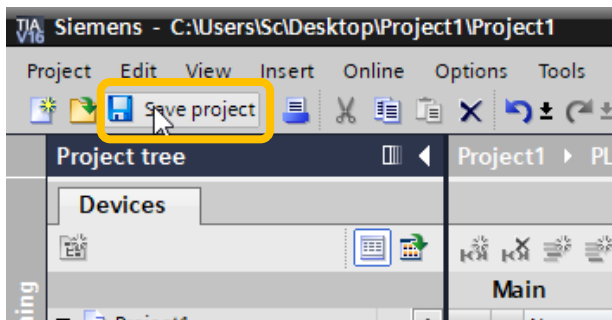 TIA V16 Siemens - C:\Users\Sc\Desktop\Project1\Project1
Project Edit View Insert Online Options Tools
Save project
Project tree Project1 PL
Devices
Main